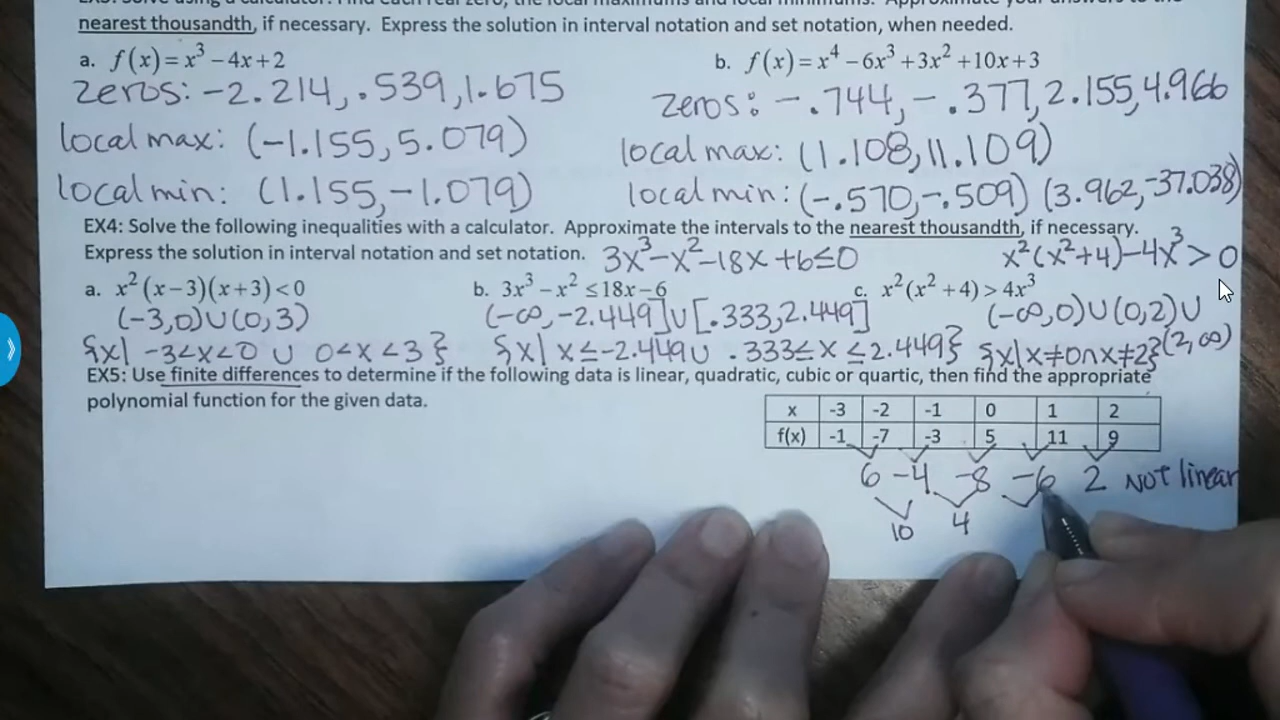 nearest thousandth, if necessary. Express the solution in interval notation and set notation, when needed.
a. f(x) = x³ − 4x + 2
b. f(x) = x⁴ − 6x³ + 3x² + 10x + 3
zeros: -2.214, .539, 1.675
zeros: -.744, -.377, 2.155, 4.966
local max: (-1.155, 5.079)
local max: (1.108, 11.109)
local min: (1.155, -1.079)
local min: (-.570, -.509) (3.962, -37.038)
EX4: Solve the following inequalities with a calculator. Approximate the intervals to the nearest thousandth, if necessary.
Express the solution in interval notation and set notation.
3x³-x²-18x+6≤0
x²(x²+4)-4x³>0
a. x²(x−3)(x+3) < 0
b. 3x³ − x² ≤ 18x − 6
c. x²(x² + 4) > 4x³
(-3,0)∪(0,3)
(-∞,-2.449]∪[.333,2.449]
(-∞,0)∪(0,2)∪
(2,∞)
{x| -3<x<0 ∪ 0<x<3}
{x| x≤-2.449∪ .333≤x≤2.449}
{x|x≠0∩x≠2}
EX5: Use finite differences to determine if the following data is linear, quadratic, cubic or quartic, then find the appropriate
polynomial function for the given data.
x -3 -2 -1 0 1 2
f(x) -1 -7 -3 5 11 9
6 -4 -8 -6 2 Not linear
10 4